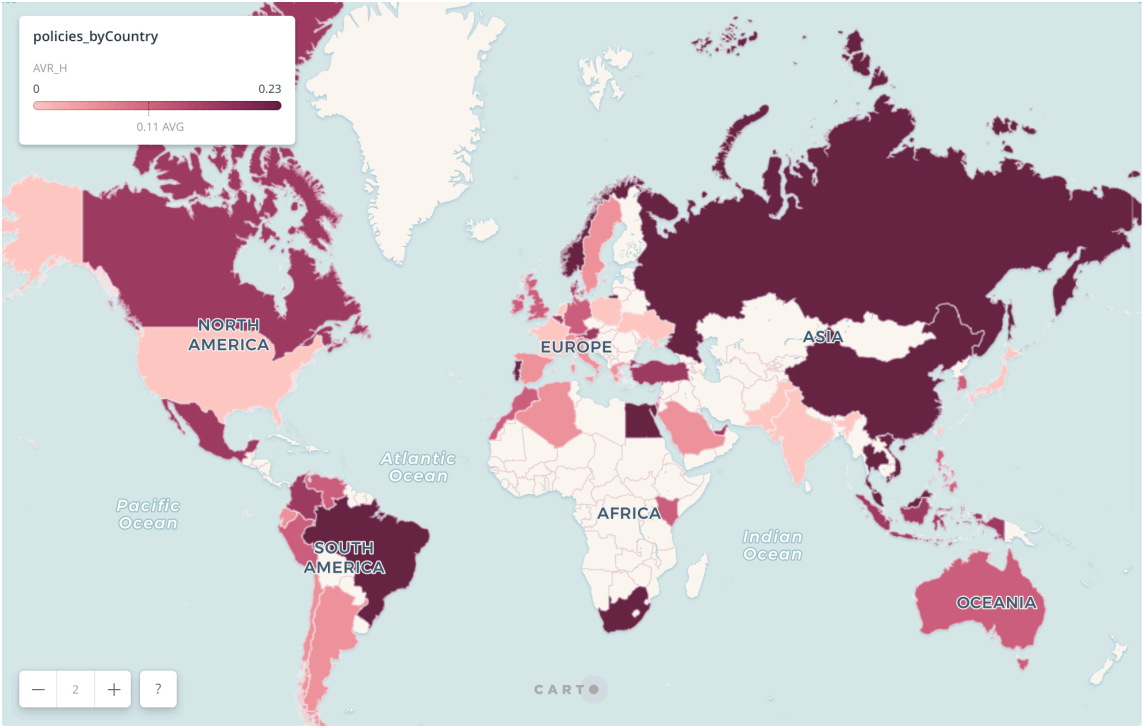 policies_byCountry
AVR_H
0 0.23
0.11 AVG
NORTH
AMERICA
EUROPE
ASIA
Atlantic
Ocean
Pacific
Ocean
AFRICA
Indian
Ocean
SOUTH
AMERICA
OCEANIA
− 2 + ?
CARTO